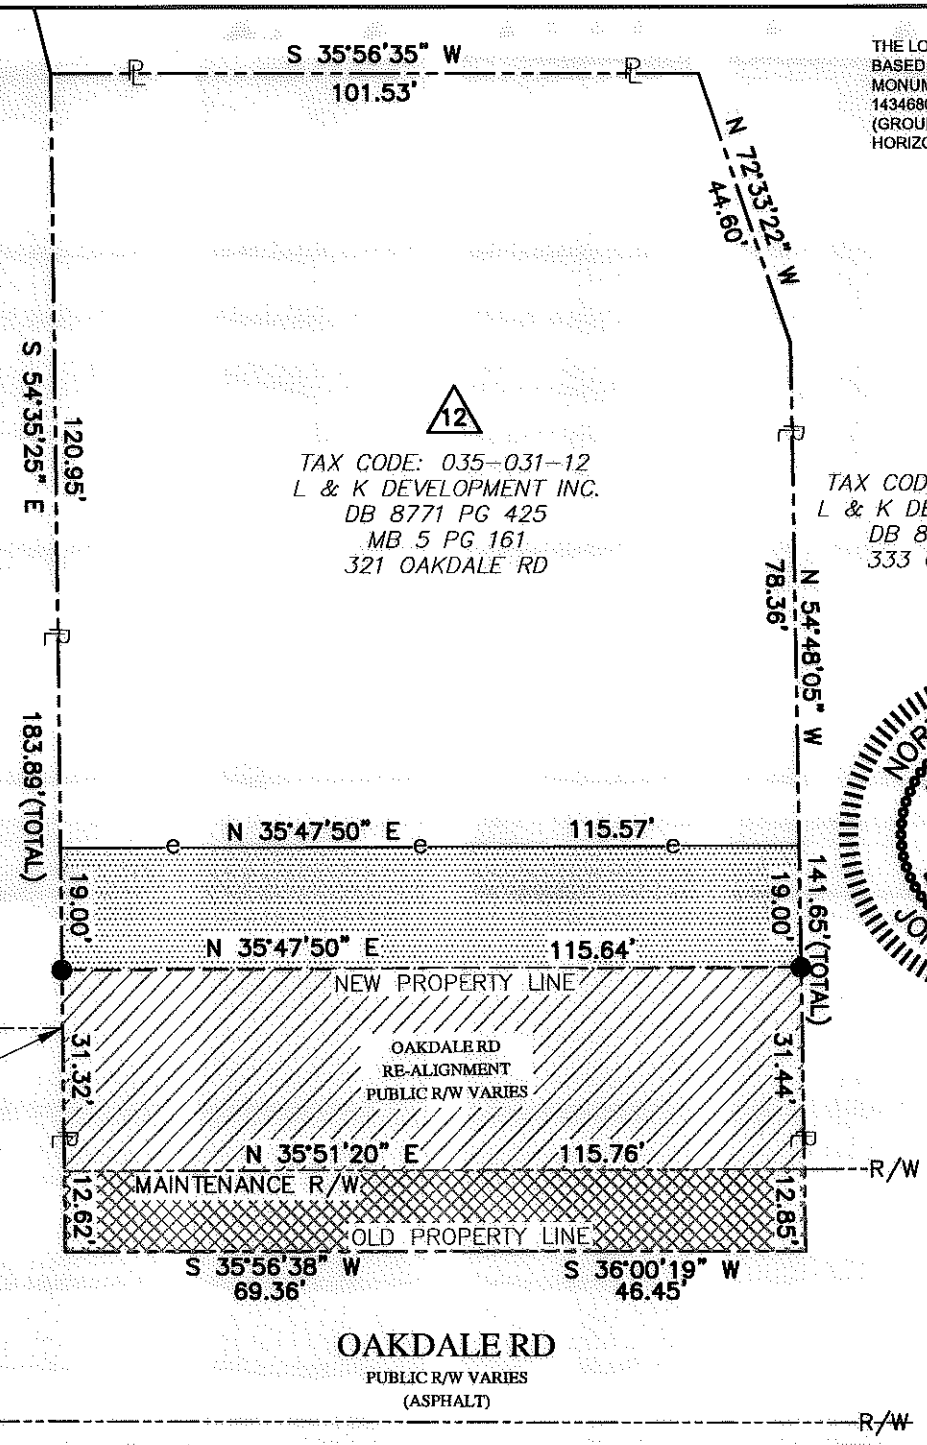 S 35°56'35" W
101.53'
THE LO
BASED
MONUM
143468
(GROU
HORIZO
N 72°33'22" W
44.60'
S 54°35'25" E
120.95'
12
TAX CODE: 035-031-12
L & K DEVELOPMENT INC.
DB 8771 PG 425
MB 5 PG 161
321 OAKDALE RD
TAX COD
L & K DE
DB 8
333
N 54°48'05" W
78.36'
183.89'(TOTAL)
NOR
JO
N 35°47'50" E 115.57'
e e e
19.00'
19.00'
141.65'(TOTAL)
N 35°47'50" E 115.64'
NEW PROPERTY LINE
31.32'
OAKDALE RD
RE-ALIGNMENT
PUBLIC R/W VARIES
31.44'
N 35°51'20" E 115.76'
R/W
12.62'
MAINTENANCE R/W
12.85'
OLD PROPERTY LINE
S 35°56'38" W
69.36'
S 36°00'19" W
46.45'
OAKDALE RD
PUBLIC R/W VARIES
(ASPHALT)
R/W